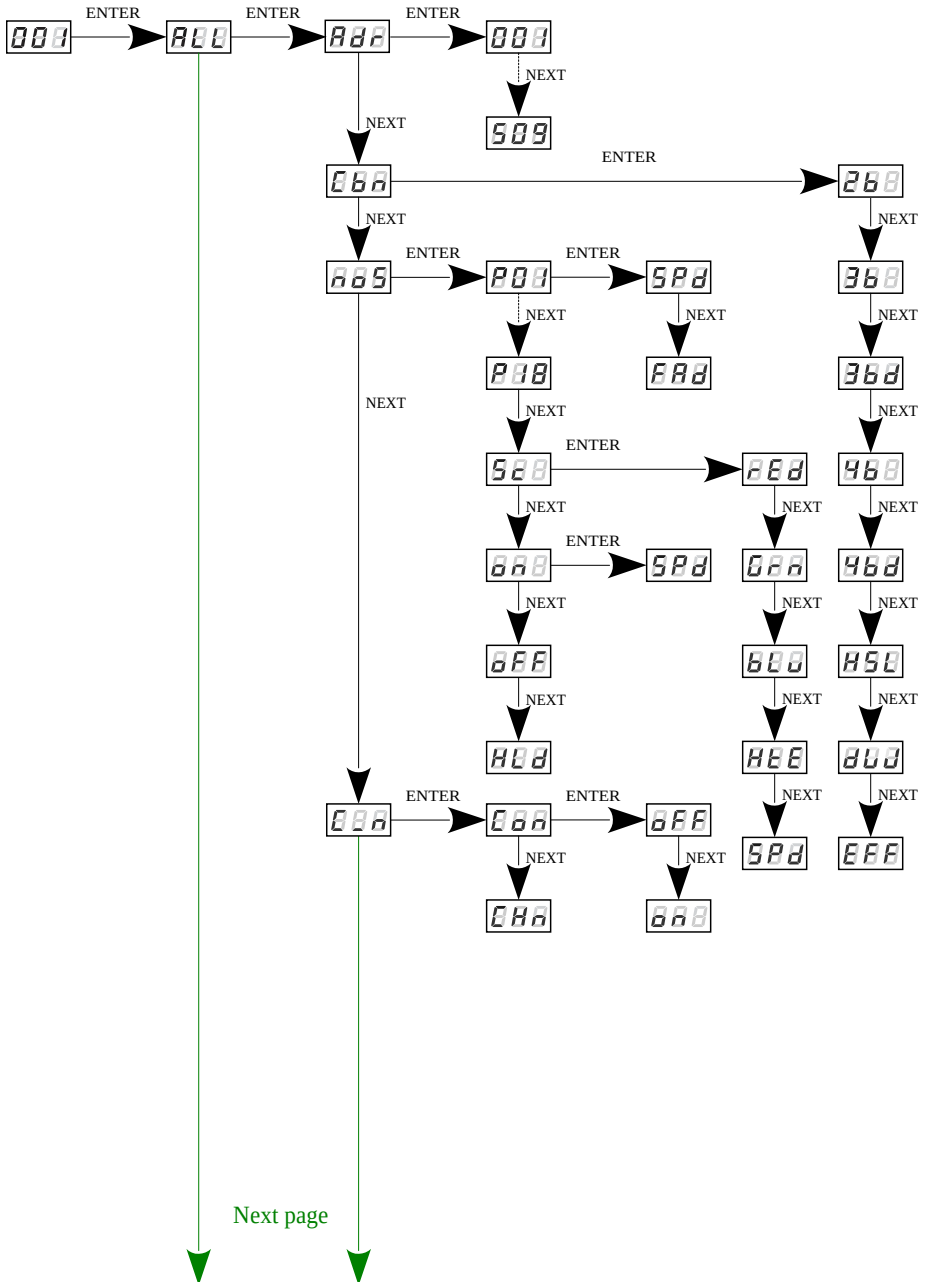 ENTER ENTER ENTER
001 ALL Adr 001
NEXT
S09
NEXT
ENTER
Cbn 2b
NEXT NEXT
ENTER ENTER
noS P01 SPd 3b
NEXT NEXT NEXT
P18 FAd 3bd
NEXT
NEXT NEXT
ENTER
Sc rEd 4b
NEXT NEXT NEXT
ENTER
on SPd Grn 4bd
NEXT NEXT NEXT
oFF bLu HSL
NEXT NEXT NEXT
HLd HtE dUJ
ENTER ENTER NEXT NEXT
C_n Con oFF
NEXT NEXT SPd EFF
CHn on
Next page